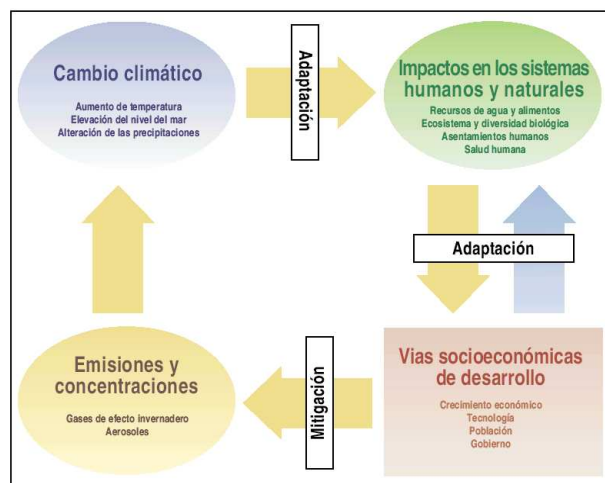 Cambio climático
Aumento de temperatura
Elevación del nivel del mar
Alteración de las precipitaciones
Adaptación
Impactos en los sistemas
humanos y naturales
Recursos de agua y alimentos
Ecosistema y diversidad biológica
Asentamientos humanos
Salud humana
Adaptación
Emisiones y
concentraciones
Gases de efecto invernadero
Aerosoles
Mitigación
Vias socioeconómicas
de desarrollo
Crecimiento económico
Tecnología
Población
Gobierno